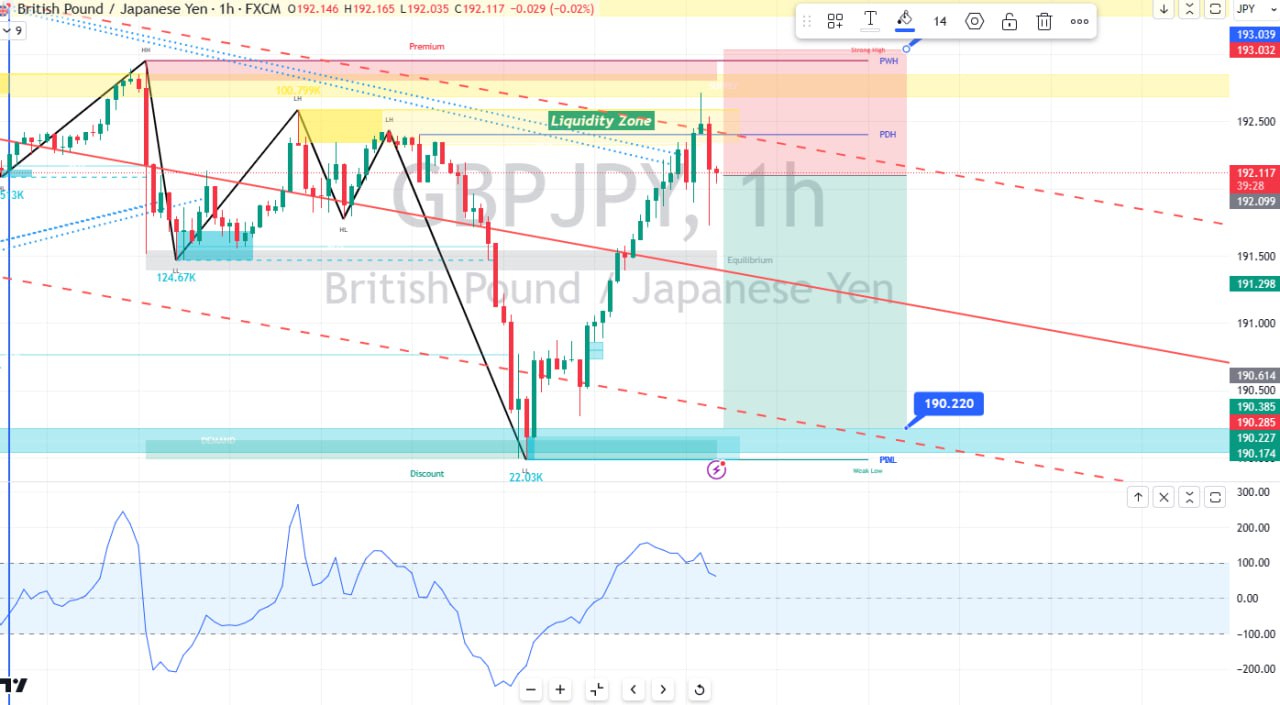 British Pound / Japanese Yen · 1h · FXCM O192.146 H192.165 L192.035 C192.117 -0.029 (-0.02%)
9
14
JPY
193.039
193.032
HH
Premium
Strong High
PWH
100.799K
LH
LH
Liquidity Zone
PDH
192.500
GBPJPY, 1h
192.117
39:28
192.099
513K
HL
LL
124.67K
Equilibrium
British Pound / Japanese Yen
191.500
191.298
191.000
190.614
190.500
190.385
190.285
190.227
190.174
190.220
DEMAND
Discount
LL
22.03K
Weak Low
300.00
200.00
100.00
0.00
-100.00
-200.00